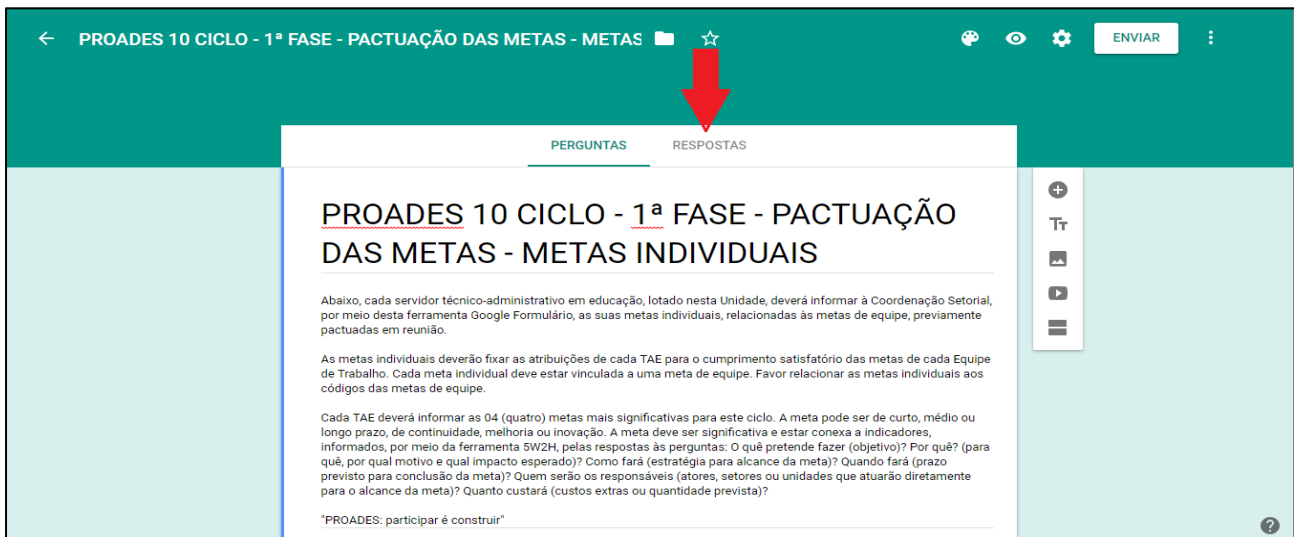 PROADES 10 CICLO - 1ª FASE - PACTUAÇÃO DAS METAS - METAS
ENVIAR
PERGUNTAS RESPOSTAS
PROADES 10 CICLO - 1ª FASE - PACTUAÇÃO
DAS METAS - METAS INDIVIDUAIS
Abaixo, cada servidor técnico-administrativo em educação, lotado nesta Unidade, deverá informar à Coordenação Setorial,
por meio desta ferramenta Google Formulário, as suas metas individuais, relacionadas às metas de equipe, previamente
pactuadas em reunião.
As metas individuais deverão fixar as atribuições de cada TAE para o cumprimento satisfatório das metas de cada Equipe
de Trabalho. Cada meta individual deve estar vinculada a uma meta de equipe. Favor relacionar as metas individuais aos
códigos das metas de equipe.
Cada TAE deverá informar as 04 (quatro) metas mais significativas para este ciclo. A meta pode ser de curto, médio ou
longo prazo, de continuidade, melhoria ou inovação. A meta deve ser significativa e estar conexa a indicadores,
informados, por meio da ferramenta 5W2H, pelas respostas às perguntas: O quê pretende fazer (objetivo)? Por quê? (para
quê, por qual motivo e qual impacto esperado)? Como fará (estratégia para alcance da meta)? Quando fará (prazo
previsto para conclusão da meta)? Quem serão os responsáveis (atores, setores ou unidades que atuarão diretamente
para o alcance da meta)? Quanto custará (custos extras ou quantidade prevista)?
"PROADES: participar é construir"